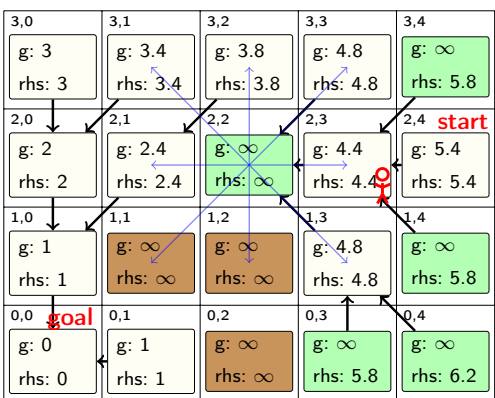 3,0 3,1 3,2 3,3 3,4
g: 3 g: 3.4 g: 3.8 g: 4.8 g: ∞
rhs: 3 rhs: 3.4 rhs: 3.8 rhs: 4.8 rhs: 5.8
2,0 2,1 2,2 2,3 2,4 start
g: 2 g: 2.4 g: ∞ g: 4.4 g: 5.4
rhs: 2 rhs: 2.4 rhs: ∞ rhs: 4.4 rhs: 5.4
1,0 1,1 1,2 1,3 1,4
g: 1 g: ∞ g: ∞ g: 4.8 g: ∞
rhs: 1 rhs: ∞ rhs: ∞ rhs: 4.8 rhs: 5.8
0,0 goal 0,1 0,2 0,3 0,4
g: 0 g: 1 g: ∞ g: ∞ g: ∞
rhs: 0 rhs: 1 rhs: ∞ rhs: 5.8 rhs: 6.2